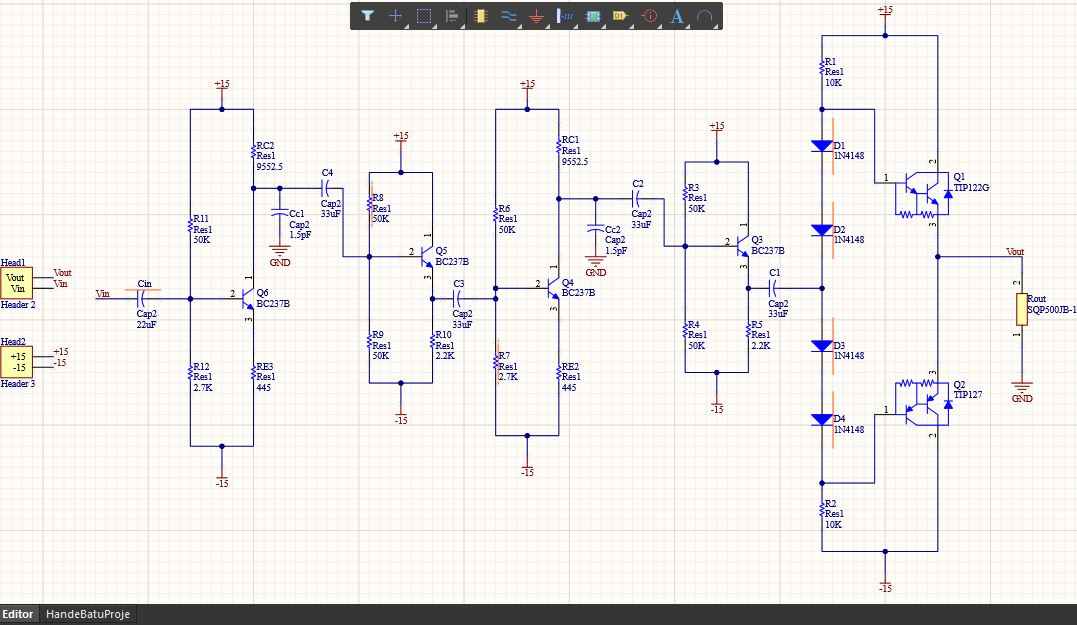 +15
R1
Res1
10K
D1
1N4148
2
Q1
TIP122G
1
3
D2
1N4148
Vout
2
Rout
SQP500JB-1
1
GND
D3
1N4148
3
Q2
TIP127
1
2
D4
1N4148
R2
Res1
10K
-15
+15
RC2
Res1
9552.5
R11
Res1
50K
Cc1
Cap2
1.5pF
GND
C4
Cap2
33uF
Head1
Vout
Vin
Header 2
Vout
Vin
Vin
Cin
Cap2
22uF
1
2
Q6
BC237B
3
Head2
+15
-15
Header 3
+15
-15
R12
Res1
2.7K
RE3
Res1
445
-15
+15
R8
Res1
50K
1
2
Q5
BC237B
3
C3
Cap2
33uF
R9
Res1
50K
R10
Res1
2.2K
-15
+15
RC1
Res1
9552.5
R6
Res1
50K
C2
Cap2
33uF
Cc2
Cap2
1.5pF
GND
1
2
Q4
BC237B
3
R7
Res1
2.7K
RE2
Res1
445
-15
+15
R3
Res1
50K
1
2
Q3
BC237B
3
C1
Cap2
33uF
R4
Res1
50K
R5
Res1
2.2K
-15
Editor HandeBatuProje